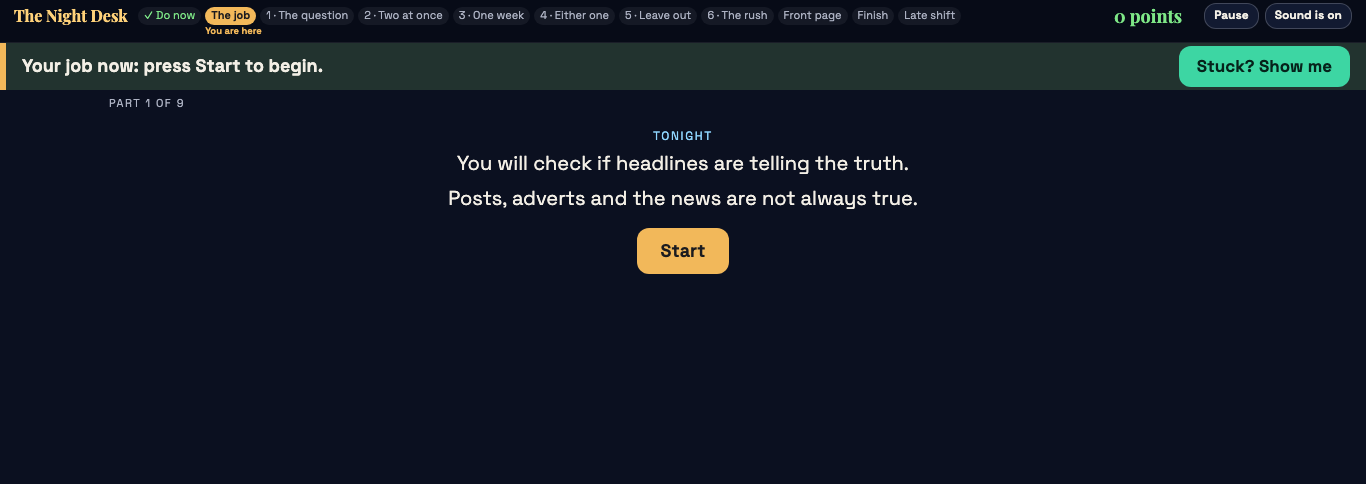 The Night Desk
✓ Do now
The job
1 · The question
2 · Two at once
3 · One week
4 · Either one
5 · Leave out
6 · The rush
Front page
Finish
Late shift
0 points
Pause
Sound is on
You are here
Your job now: press Start to begin.
Stuck? Show me
PART 1 OF 9
TONIGHT
You will check if headlines are telling the truth.
Posts, adverts and the news are not always true.
Start